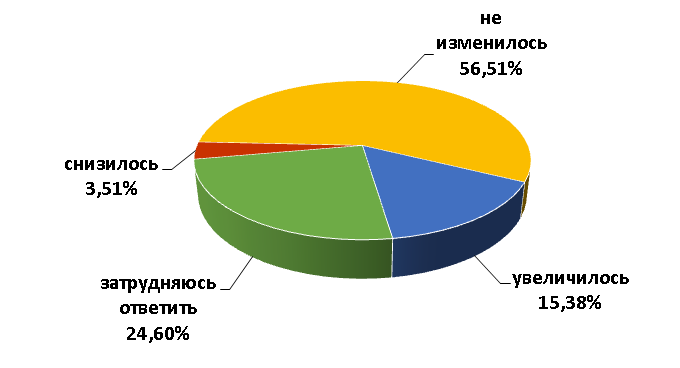 не
изменилось
56,51%
снизилось
3,51%
увеличилось
15,38%
затрудняюсь
ответить
24,60%